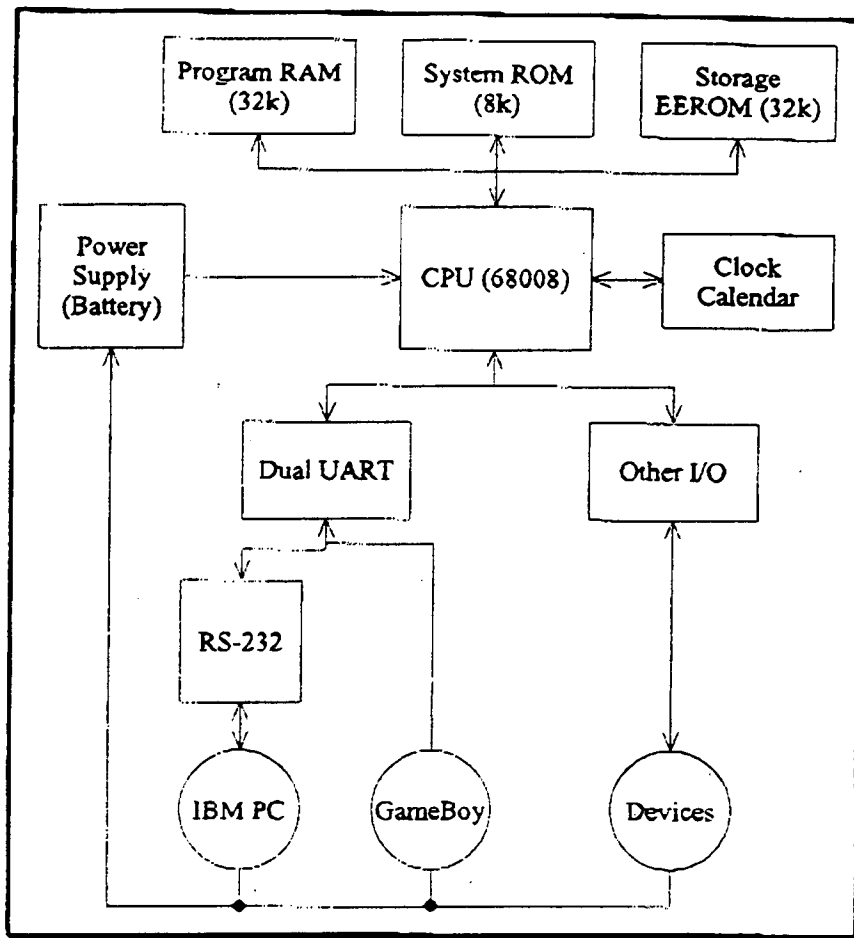 Program RAM
(32k)
System ROM
(8k)
Storage
EEROM (32k)
Power
Supply
(Battery)
CPU (68008)
Clock
Calendar
Dual UART
Other I/O
RS-232
IBM PC
GameBoy
Devices